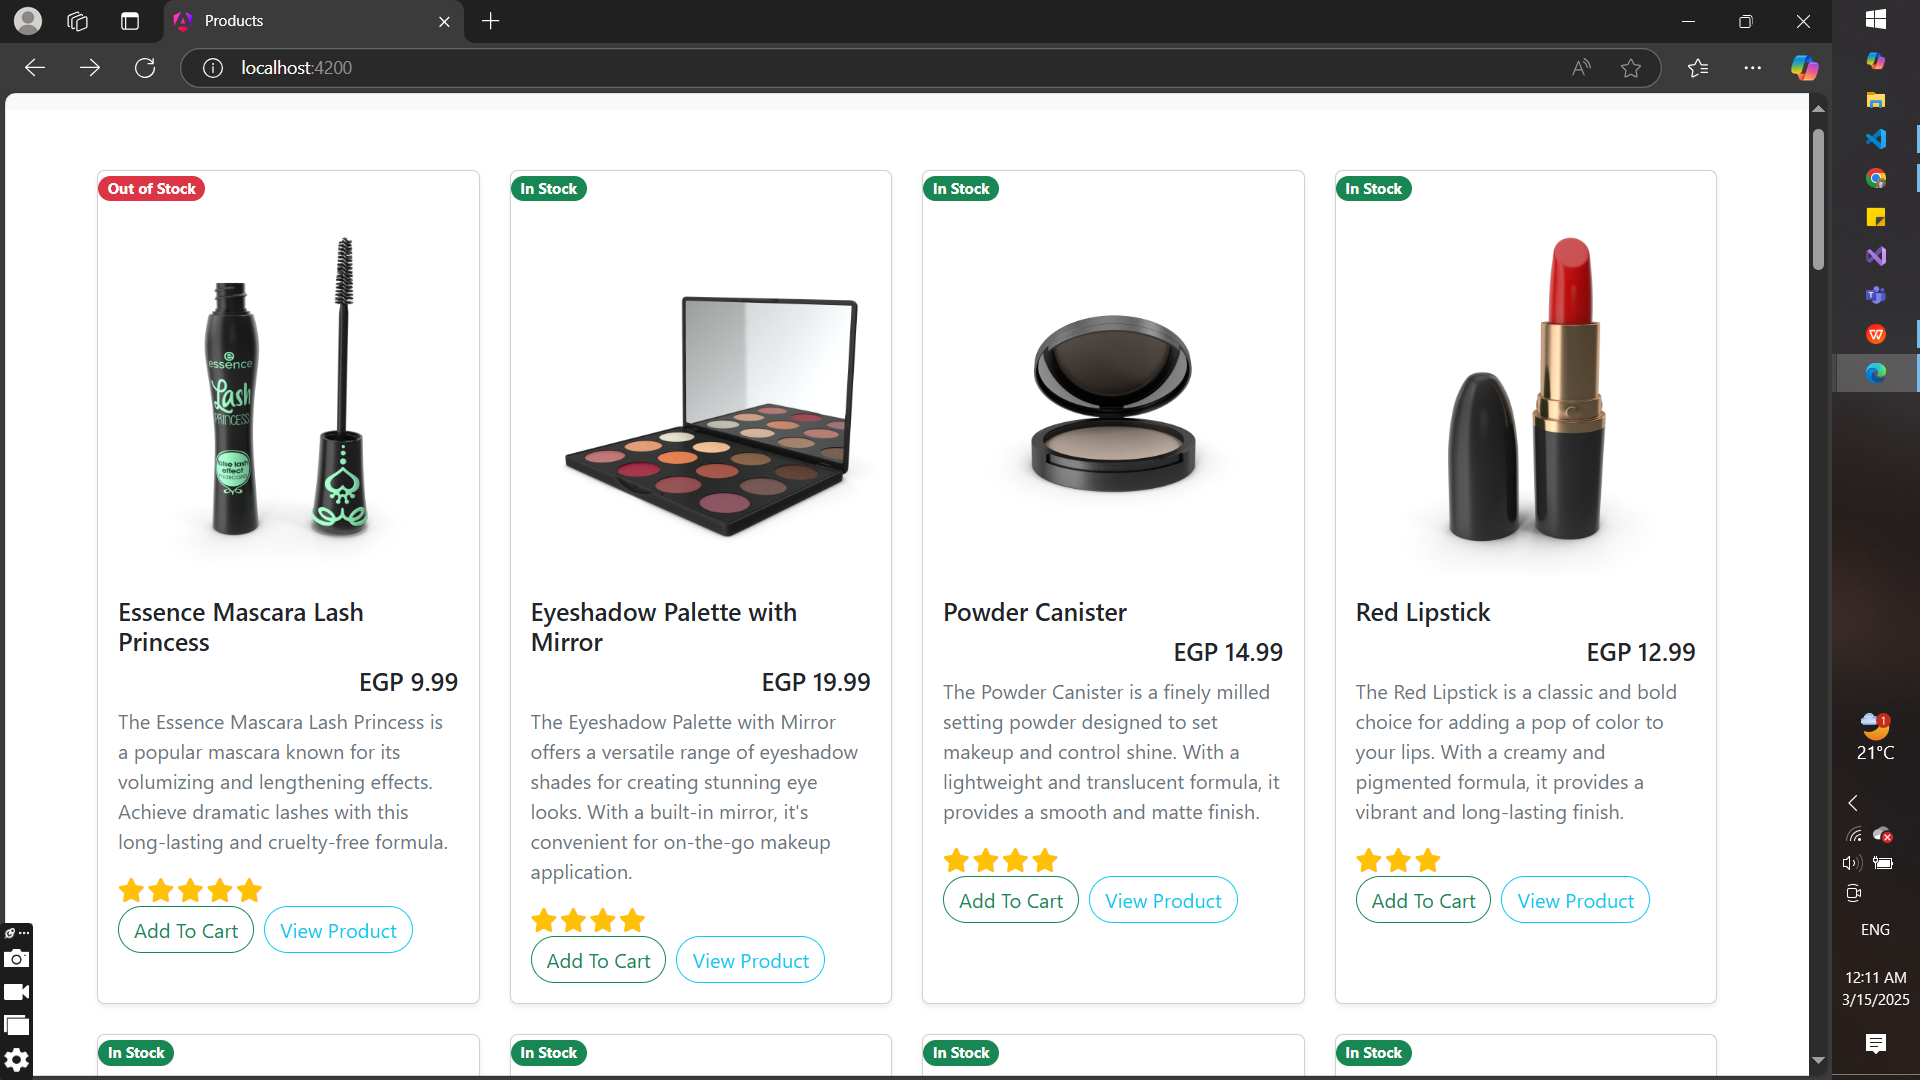 Products
localhost:4200
Out of Stock
In Stock
In Stock
In Stock
essence
Lash
PRINCESS
false lash
effect
mascara
Essence Mascara Lash
Princess
EGP 9.99
The Essence Mascara Lash Princess is
a popular mascara known for its
volumizing and lengthening effects.
Achieve dramatic lashes with this
long-lasting and cruelty-free formula.
Add To Cart
View Product
Eyeshadow Palette with
Mirror
EGP 19.99
The Eyeshadow Palette with Mirror
offers a versatile range of eyeshadow
shades for creating stunning eye
looks. With a built-in mirror, it's
convenient for on-the-go makeup
application.
Add To Cart
View Product
Powder Canister
EGP 14.99
The Powder Canister is a finely milled
setting powder designed to set
makeup and control shine. With a
lightweight and translucent formula, it
provides a smooth and matte finish.
Add To Cart
View Product
Red Lipstick
EGP 12.99
The Red Lipstick is a classic and bold
choice for adding a pop of color to
your lips. With a creamy and
pigmented formula, it provides a
vibrant and long-lasting finish.
Add To Cart
View Product
In Stock
In Stock
In Stock
In Stock
1
21°C
ENG
12:11 AM
3/15/2025